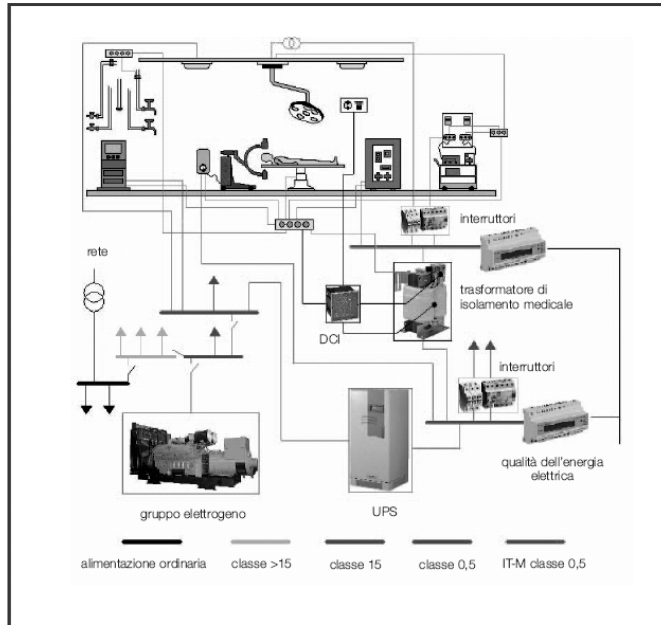 interruttori
rete
trasformatore di
isolamento medicale
DCI
interruttori
qualità dell'energia
elettrica
gruppo elettrogeno
UPS
alimentazione ordinaria
classe >15
classe 15
classe 0,5
IT-M classe 0,5